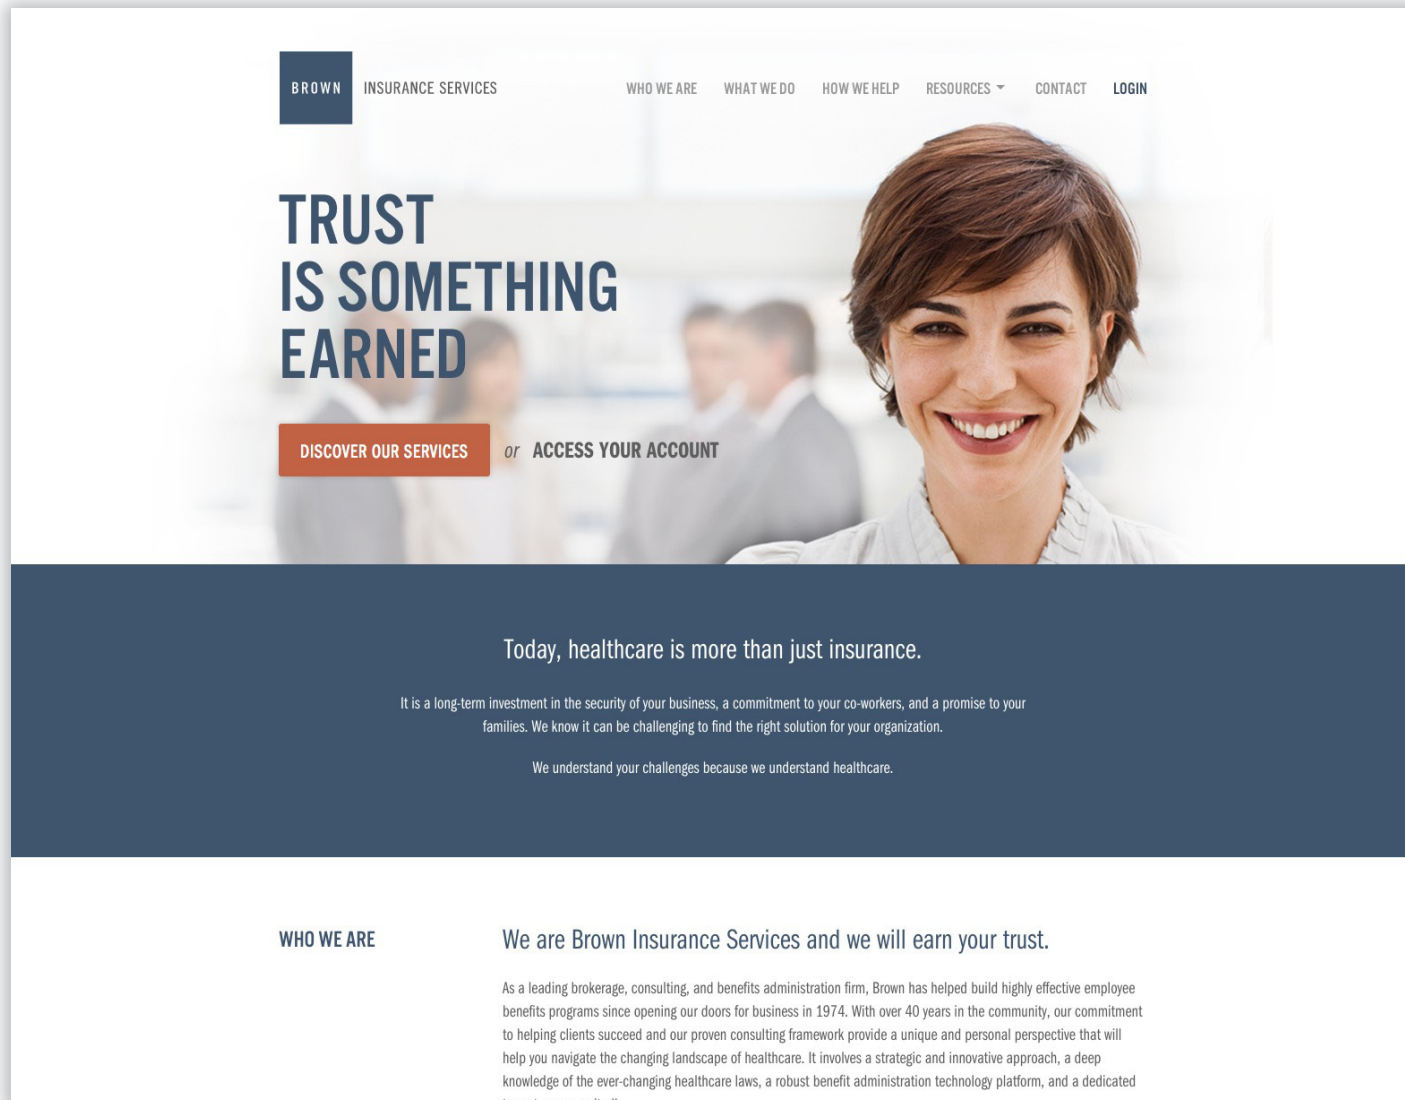 BROWN INSURANCE SERVICES WHO WE ARE WHAT WE DO HOW WE HELP RESOURCES CONTACT LOGIN
TRUST
IS SOMETHING
EARNED
DISCOVER OUR SERVICES or ACCESS YOUR ACCOUNT
Today, healthcare is more than just insurance.
It is a long-term investment in the security of your business, a commitment to your co-workers, and a promise to your
families. We know it can be challenging to find the right solution for your organization.
We understand your challenges because we understand healthcare.
WHO WE ARE
We are Brown Insurance Services and we will earn your trust.
As a leading brokerage, consulting, and benefits administration firm, Brown has helped build highly effective employee
benefits programs since opening our doors for business in 1974. With over 40 years in the community, our commitment
to helping clients succeed and our proven consulting framework provide a unique and personal perspective that will
help you navigate the changing landscape of healthcare. It involves a strategic and innovative approach, a deep
knowledge of the ever-changing healthcare laws, a robust benefit administration technology platform, and a dedicated